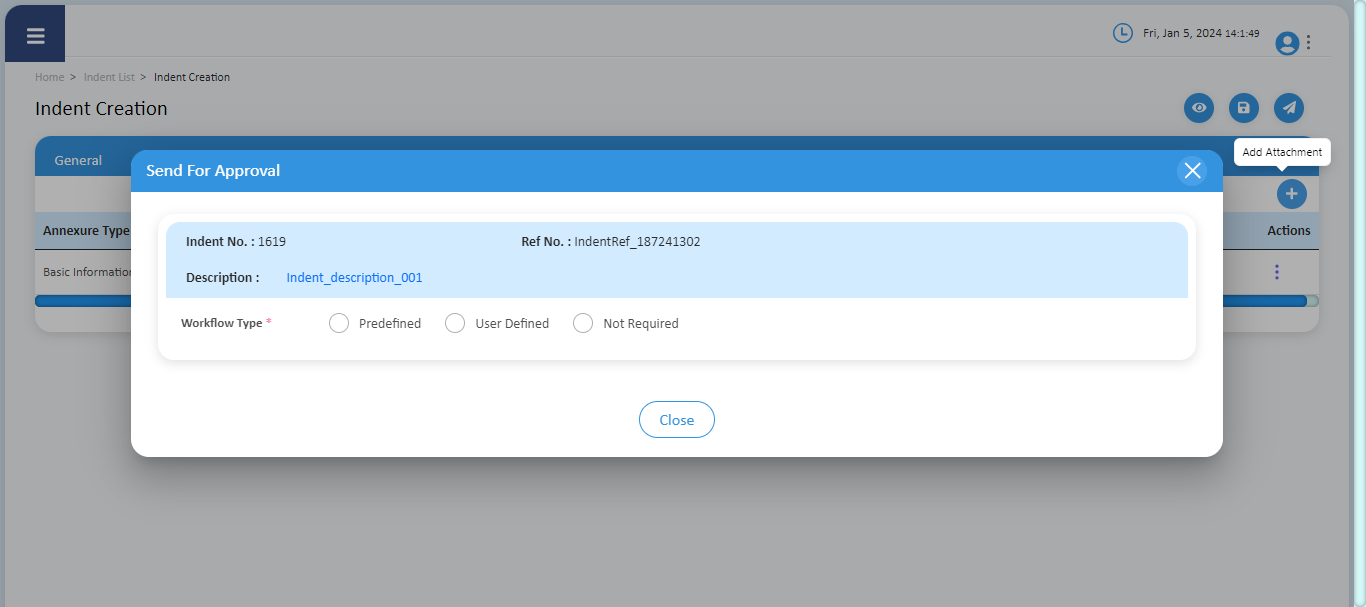 Fri, Jan 5, 2024 14:1:49
Home > Indent List > Indent Creation
Indent Creation
General
Add Attachment
Send For Approval
Annexure Type
Actions
Indent No. : 1619
Ref No. : IndentRef_187241302
Basic Information
Description : Indent_description_001
Workflow Type * Predefined User Defined Not Required
Close